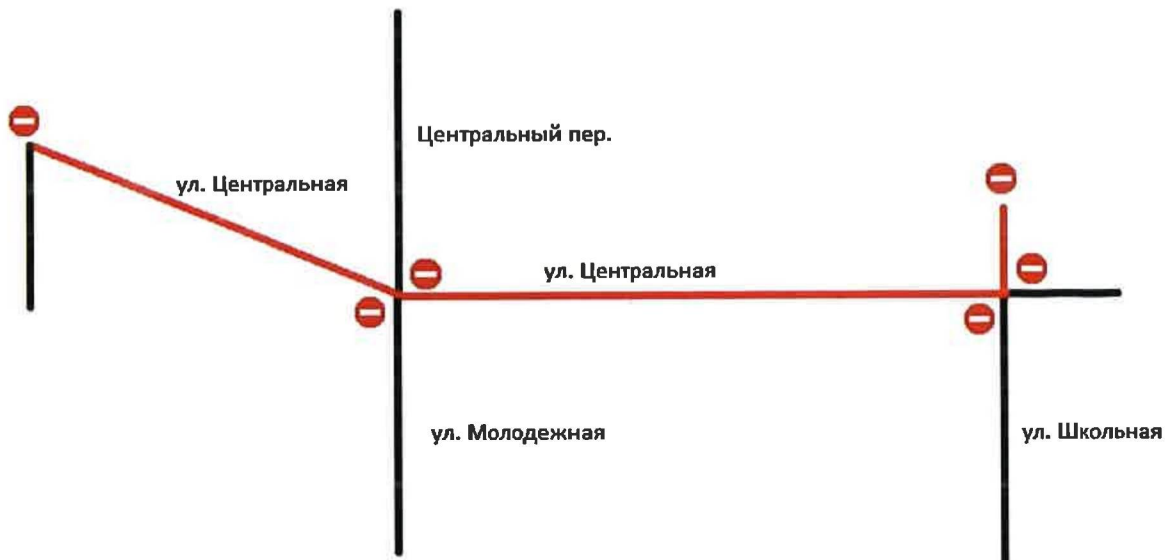 Центральный пер.
ул. Центральная
ул. Центральная
ул. Молодежная
ул. Школьная